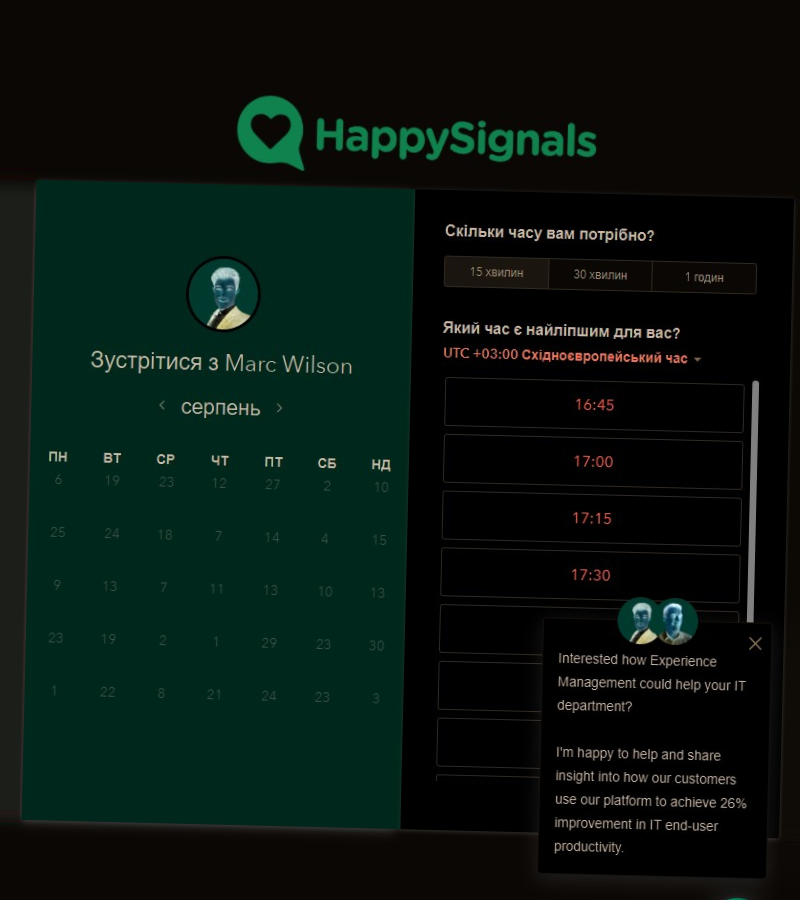 HappySignals
Зустрітися з Marc Wilson
серпень
ПН ВТ СР ЧТ ПТ СБ НД
6 19 23 12 27 2 10
25 24 18 7 14 4 15
9 13 7 11 13 10 13
23 19 2 1 29 23 30
1 22 8 21 24 23 3
Скільки часу вам потрібно?
15 хвилин 30 хвилин 1 годин
Який час є найліпшим для вас?
UTC +03:00 Східноєвропейський час
16:45
17:00
17:15
17:30
Interested how Experience
Management could help your IT
department?
I'm happy to help and share
insight into how our customers
use our platform to achieve 26%
improvement in IT end-user
productivity.